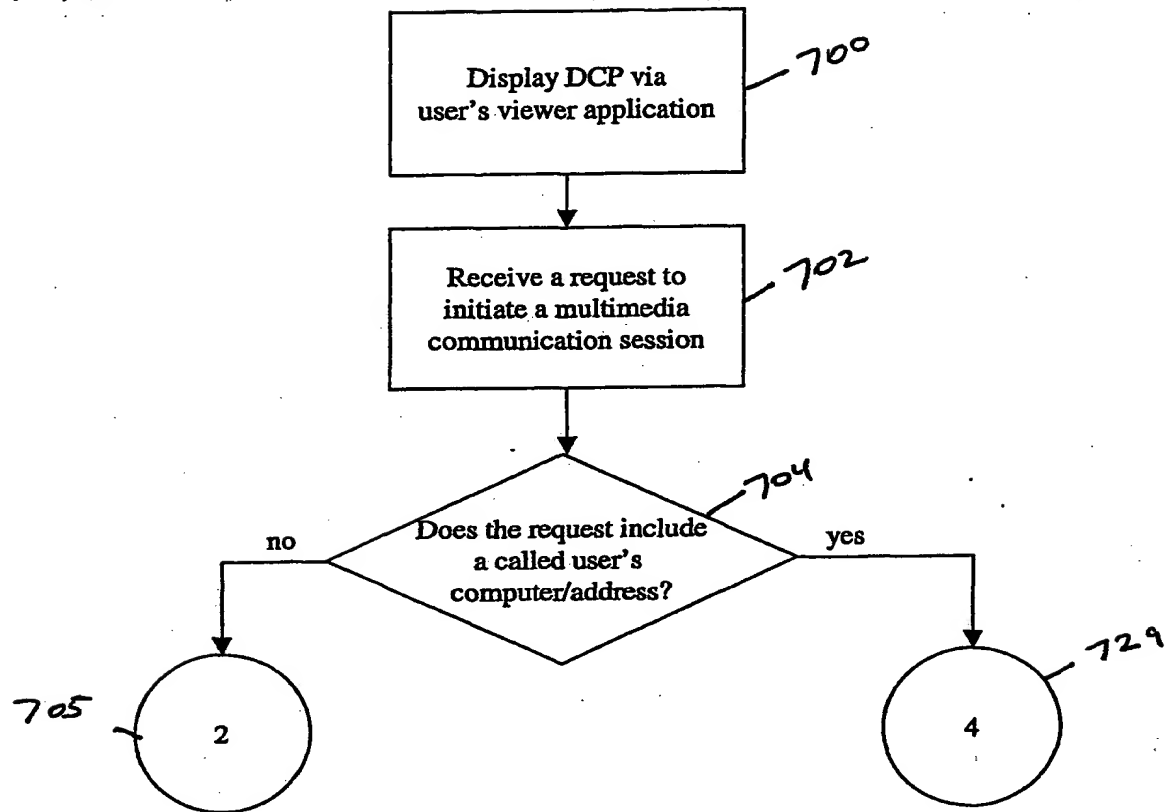 Display DCP via
user's viewer application
700
Receive a request to
initiate a multimedia
communication session
702
Does the request include
a called user's
computer/address?
704
no
yes
705
2
4
729